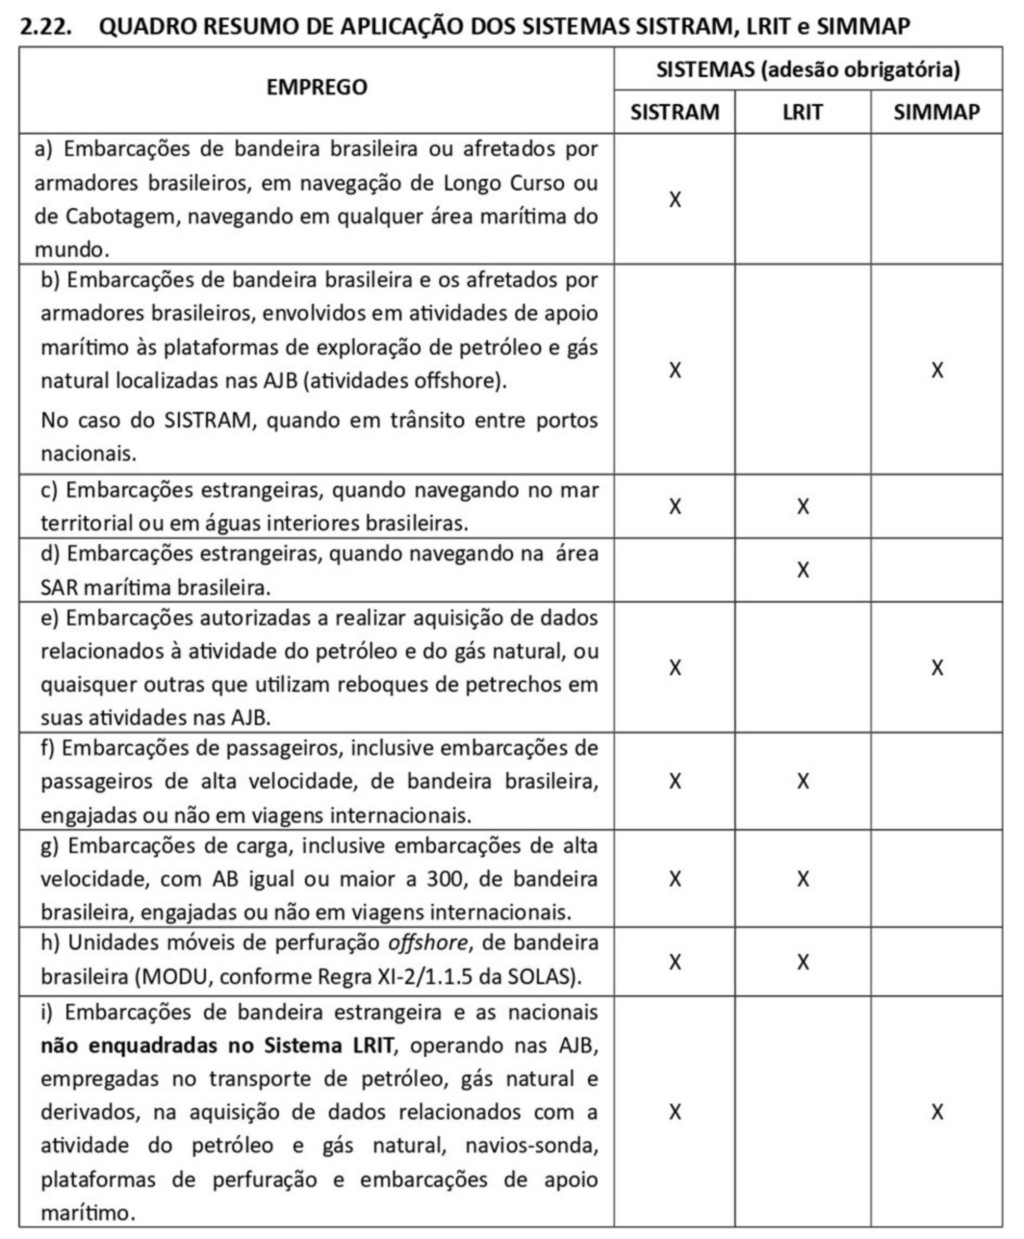 2.22. QUADRO RESUMO DE APLICAÇÃO DOS SISTEMAS SISTRAM, LRIT e SIMMAP
EMPREGO
SISTEMAS (adesão obrigatória)
SISTRAM
LRIT
SIMMAP
a) Embarcações de bandeira brasileira ou afretados por
armadores brasileiros, em navegação de Longo Curso ou
de Cabotagem, navegando em qualquer área marítima do
mundo.
X
b) Embarcações de bandeira brasileira e os afretados por
armadores brasileiros, envolvidos em atividades de apoio
marítimo às plataformas de exploração de petróleo e gás
natural localizadas nas AJB (atividades offshore).
No caso do SISTRAM, quando em trânsito entre portos
nacionais.
X
X
c) Embarcações estrangeiras, quando navegando no mar
territorial ou em águas interiores brasileiras.
X
X
d) Embarcações estrangeiras, quando navegando na área
SAR marítima brasileira.
X
e) Embarcações autorizadas a realizar aquisição de dados
relacionados à atividade do petróleo e do gás natural, ou
quaisquer outras que utilizam reboques de petrechos em
suas atividades nas AJB.
X
X
f) Embarcações de passageiros, inclusive embarcações de
passageiros de alta velocidade, de bandeira brasileira,
engajadas ou não em viagens internacionais.
X
X
g) Embarcações de carga, inclusive embarcações de alta
velocidade, com AB igual ou maior a 300, de bandeira
brasileira, engajadas ou não em viagens internacionais.
X
X
h) Unidades móveis de perfuração offshore, de bandeira
brasileira (MODU, conforme Regra XI-2/1.1.5 da SOLAS).
X
X
i) Embarcações de bandeira estrangeira e as nacionais
não enquadradas no Sistema LRIT, operando nas AJB,
empregadas no transporte de petróleo, gás natural e
derivados, na aquisição de dados relacionados com a
atividade do petróleo e gás natural, navios-sonda,
plataformas de perfuração e embarcações de apoio
marítimo.
X
X